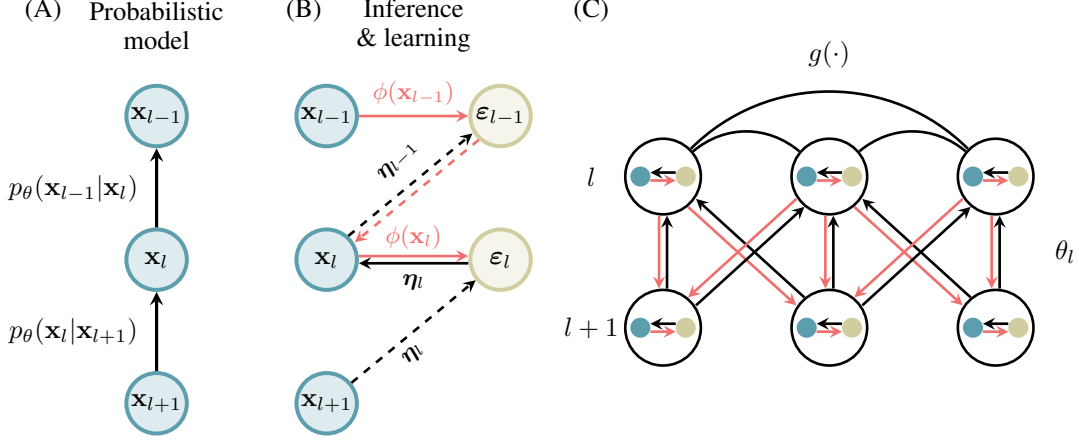 (A) Probabilistic
model
𝐱_{l−1}
p_θ(𝐱_{l−1}|𝐱_l)
𝐱_l
p_θ(𝐱_l|𝐱_{l+1})
𝐱_{l+1}
(B) Inference
& learning
𝐱_{l−1} ϕ(𝐱_{l−1}) 𝜺_{l−1}
𝜼_{l−1}
𝐱_l ϕ(𝐱_l) 𝜺_l
𝜼_l
𝜼_l
𝐱_{l+1}
(C)
g(·)
l
θ_l
l + 1